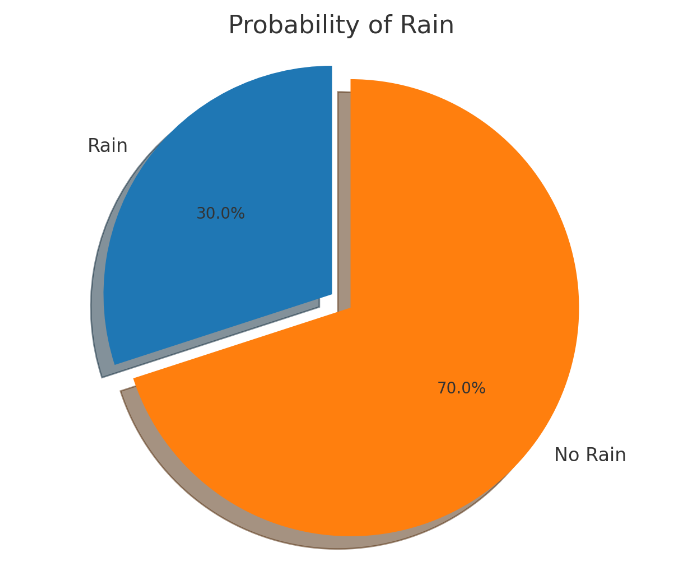 Probability of Rain
Rain
30.0%
70.0%
No Rain